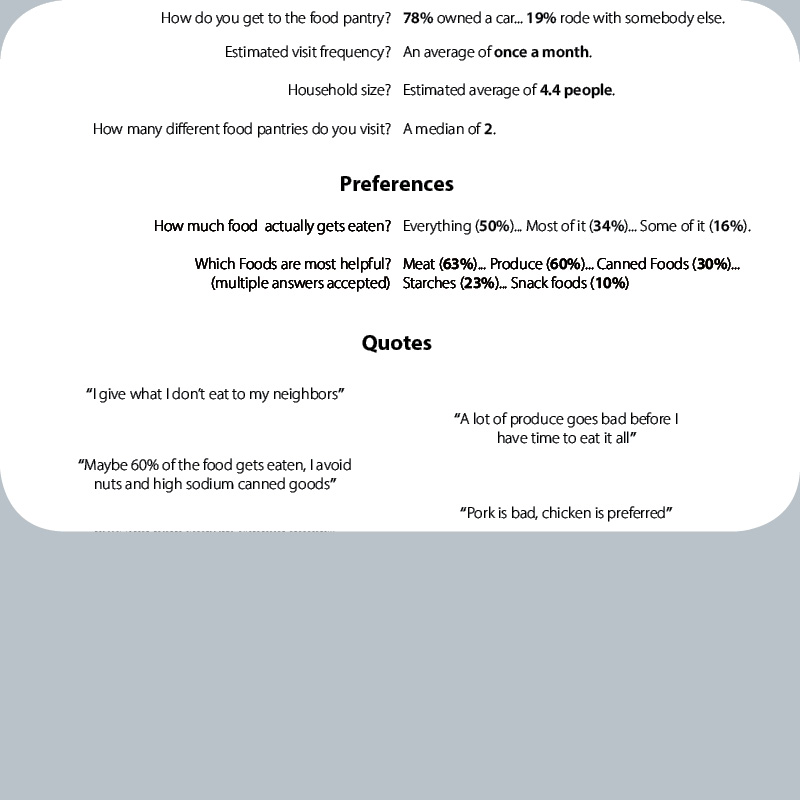 How do you get to the food pantry? 78% owned a car... 19% rode with somebody else.
Estimated visit frequency? An average of once a month.
Household size? Estimated average of 4.4 people.
How many different food pantries do you visit? A median of 2.
Preferences
How much food actually gets eaten? Everything (50%)... Most of it (34%)... Some of it (16%).
Which Foods are most helpful? Meat (63%)... Produce (60%)... Canned Foods (30%)...
(multiple answers accepted) Starches (23%)... Snack foods (10%)
Quotes
“I give what I don’t eat to my neighbors”
“A lot of produce goes bad before I
have time to eat it all”
“Maybe 60% of the food gets eaten, I avoid
nuts and high sodium canned goods”
“Pork is bad, chicken is preferred”